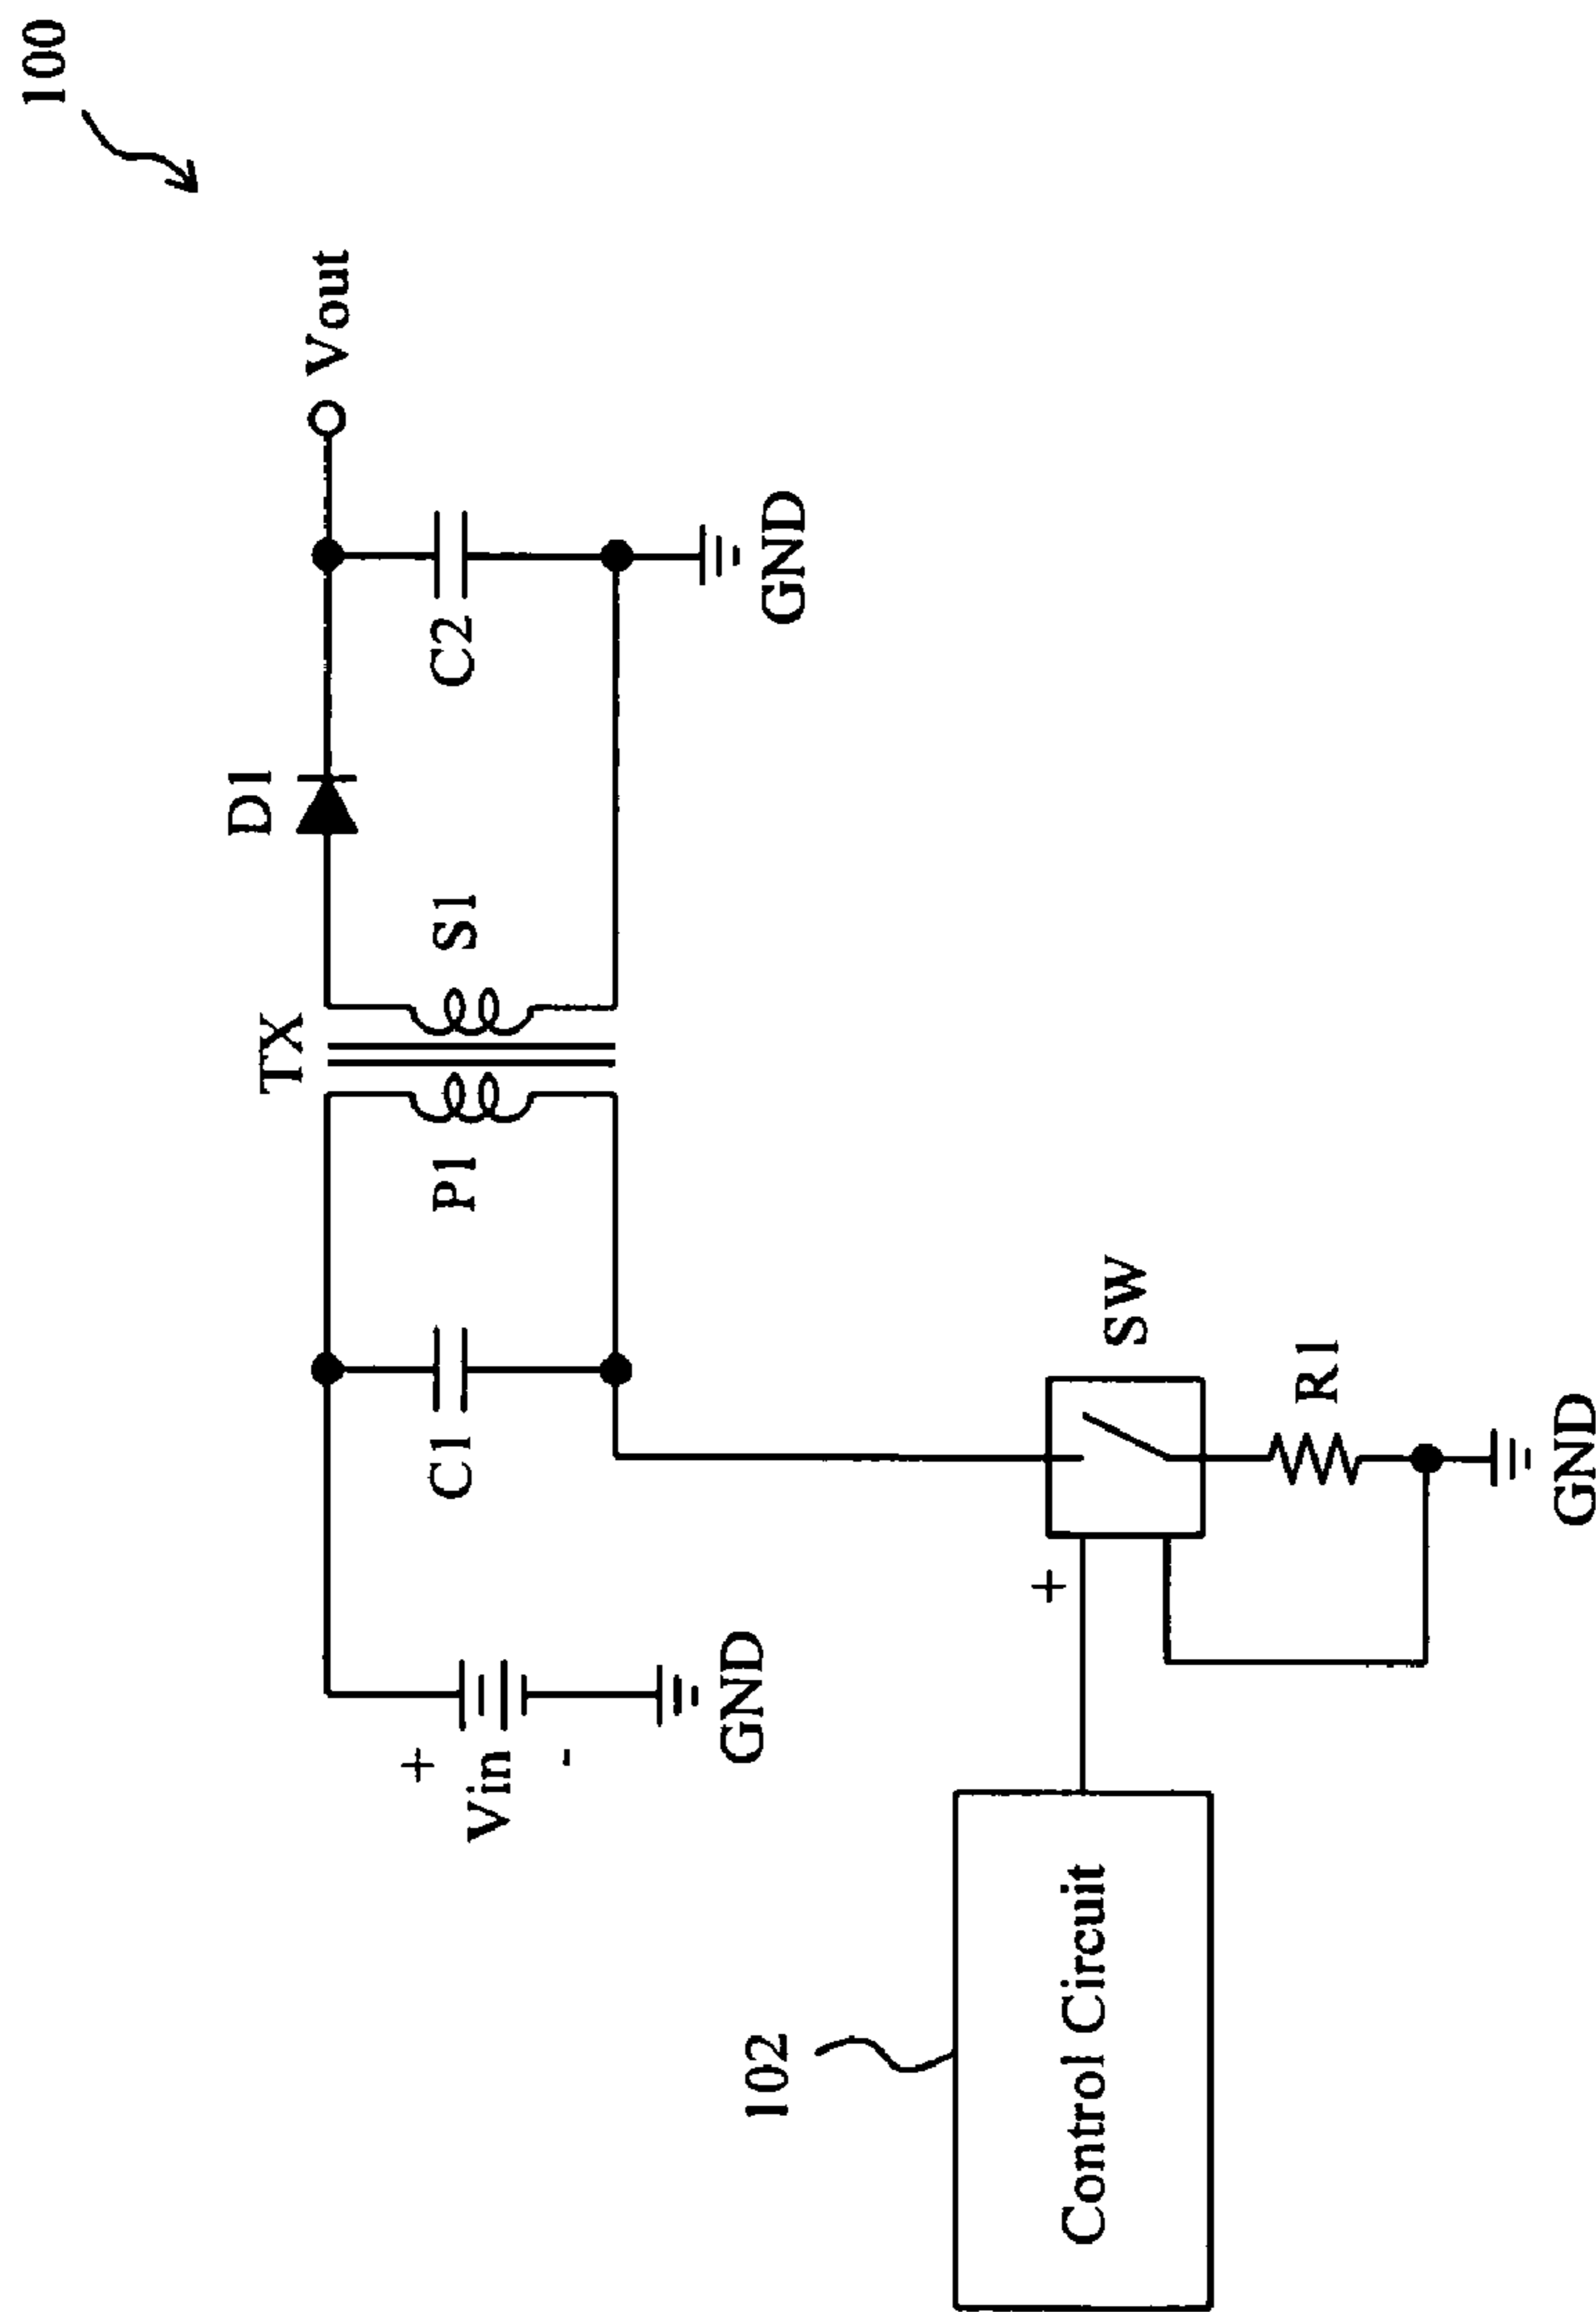 100
TX
D1
Vout
+
Vin
-
C1
P1
S1
C2
GND
GND
102
Control Circuit
+
SW
R1
GND